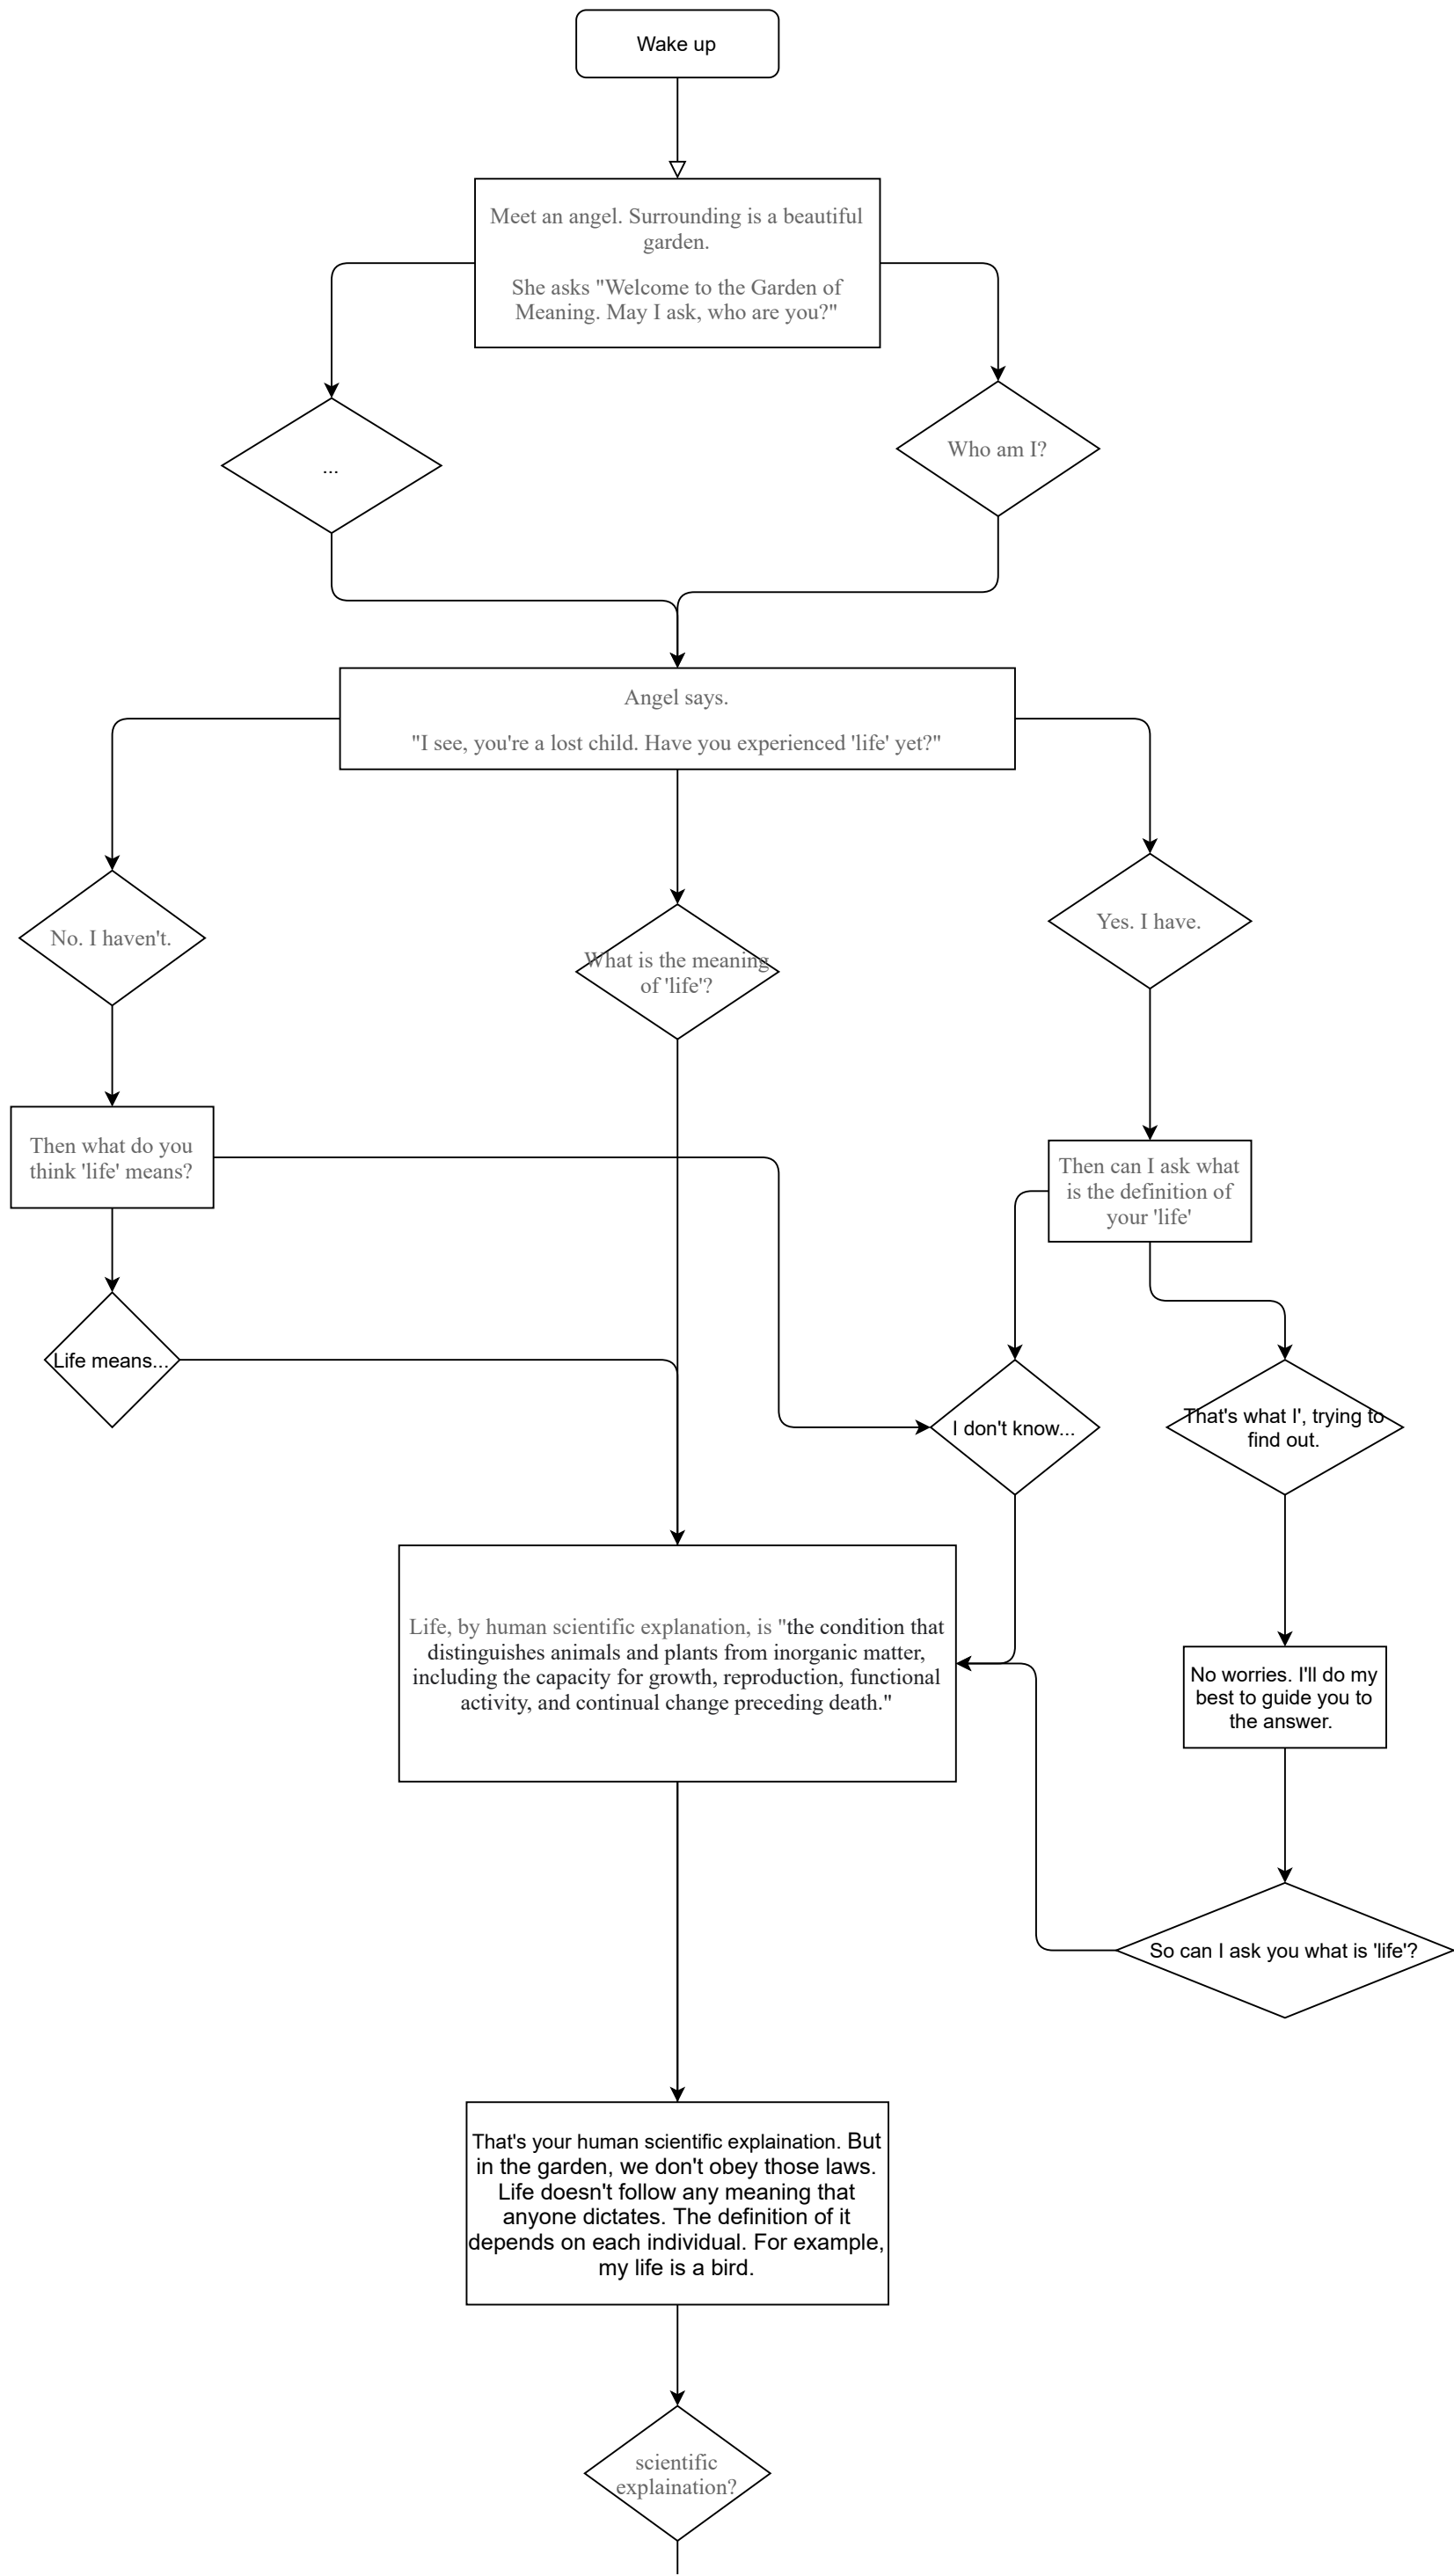 Wake up
Meet an angel. Surrounding is a beautiful
garden.
She asks "Welcome to the Garden of
Meaning. May I ask, who are you?"
...
Who am I?
Angel says.
"I see, you're a lost child. Have you experienced 'life' yet?"
No. I haven't.
What is the meaning
of 'life'?
Yes. I have.
Then what do you
think 'life' means?
Then can I ask what
is the definition of
your 'life'
Life means...
I don't know...
That's what I', trying to
find out.
Life, by human scientific explanation, is "the condition that
distinguishes animals and plants from inorganic matter,
including the capacity for growth, reproduction, functional
activity, and continual change preceding death."
No worries. I'll do my
best to guide you to
the answer.
So can I ask you what is 'life'?
That's your human scientific explaination. But
in the garden, we don't obey those laws.
Life doesn't follow any meaning that
anyone dictates. The definition of it
depends on each individual. For example,
my life is a bird.
scientific
explaination?